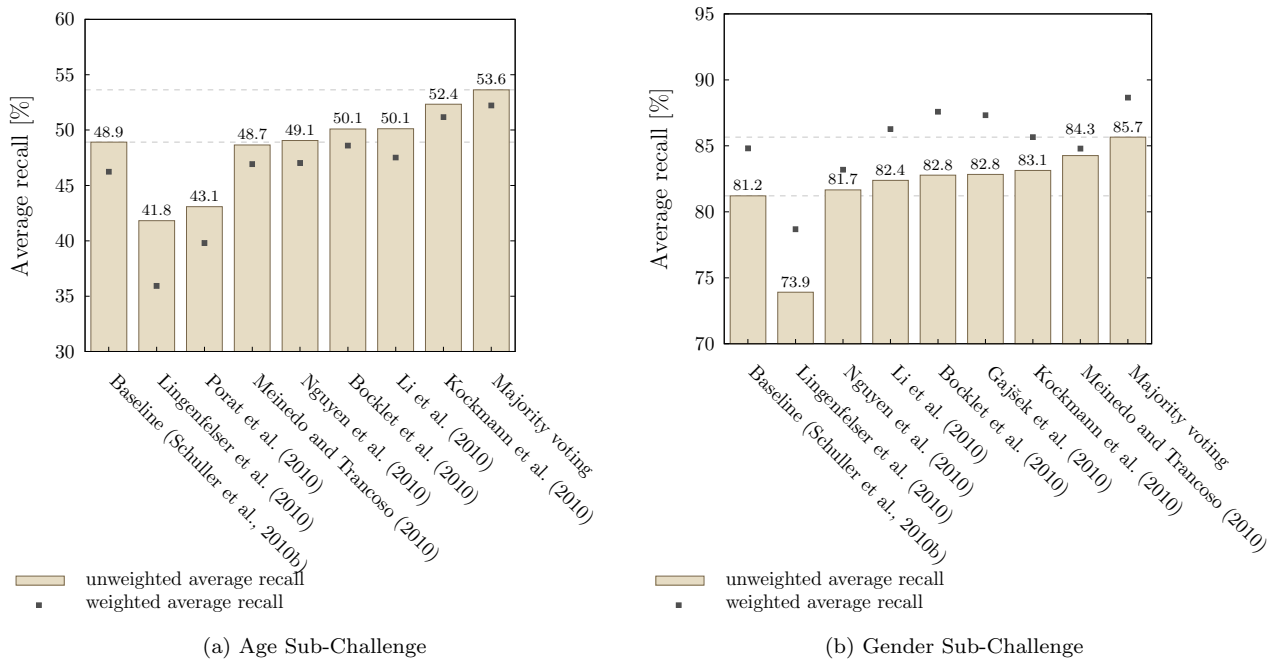 Average recall [%]
60
55
50
45
40
35
30
48.9
41.8
43.1
48.7
49.1
50.1
50.1
52.4
53.6
Baseline (Schuller et al., 2010b)
Lingenfelser et al. (2010)
Porat et al. (2010)
Meinedo and Trancoso (2010)
Nguyen et al. (2010)
Bocklet et al. (2010)
Li et al. (2010)
Kockmann et al. (2010)
Majority voting
unweighted average recall
weighted average recall
(a) Age Sub-Challenge
Average recall [%]
95
90
85
80
75
70
81.2
73.9
81.7
82.4
82.8
82.8
83.1
84.3
85.7
Baseline (Schuller et al., 2010b)
Lingenfelser et al. (2010)
Nguyen et al. (2010)
Li et al. (2010)
Bocklet et al. (2010)
Gajšek et al. (2010)
Kockmann et al. (2010)
Meinedo and Trancoso (2010)
Majority voting
unweighted average recall
weighted average recall
(b) Gender Sub-Challenge